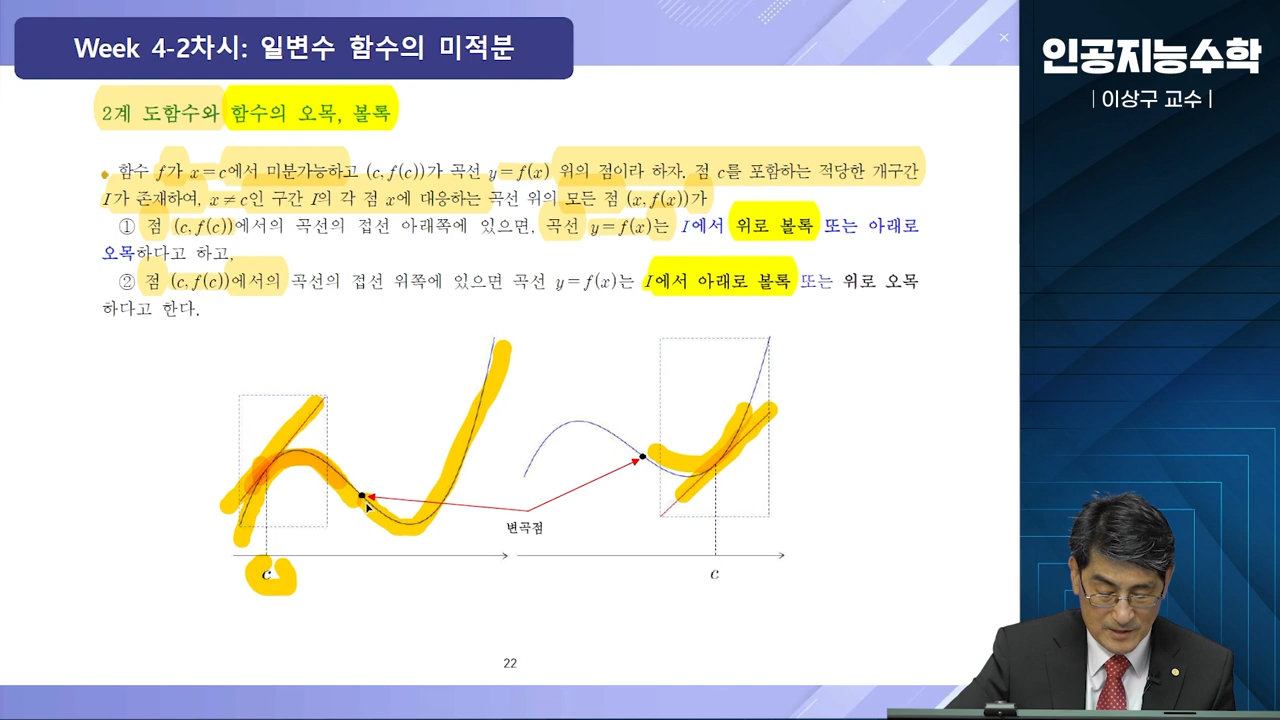 Week 4-2차시: 일변수 함수의 미적분
인공지능수학
| 이상구 교수 |
2계 도함수와 함수의 오목, 볼록
• 함수 f가 x=c에서 미분가능하고 (c, f(c))가 곡선 y=f(x) 위의 점이라 하자. 점 c를 포함하는 적당한 개구간
I가 존재하여, x≠c인 구간 I의 각 점 x에 대응하는 곡선 위의 모든 점 (x, f(x))가
① 점 (c, f(c))에서의 곡선의 접선 아래쪽에 있으면, 곡선 y=f(x)는 I에서 위로 볼록 또는 아래로
오목하다고 하고,
② 점 (c, f(c))에서의 곡선의 접선 위쪽에 있으면 곡선 y=f(x)는 I에서 아래로 볼록 또는 위로 오목
하다고 한다.
변곡점
c
c
22